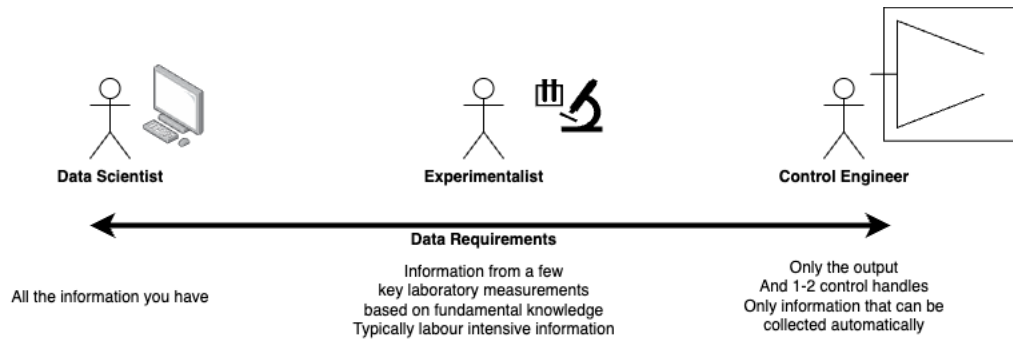 Data Scientist
Experimentalist
Control Engineer
Data Requirements
All the information you have
Information from a few
key laboratory measurements
based on fundamental knowledge
Typically labour intensive information
Only the output
And 1-2 control handles
Only information that can be
collected automatically